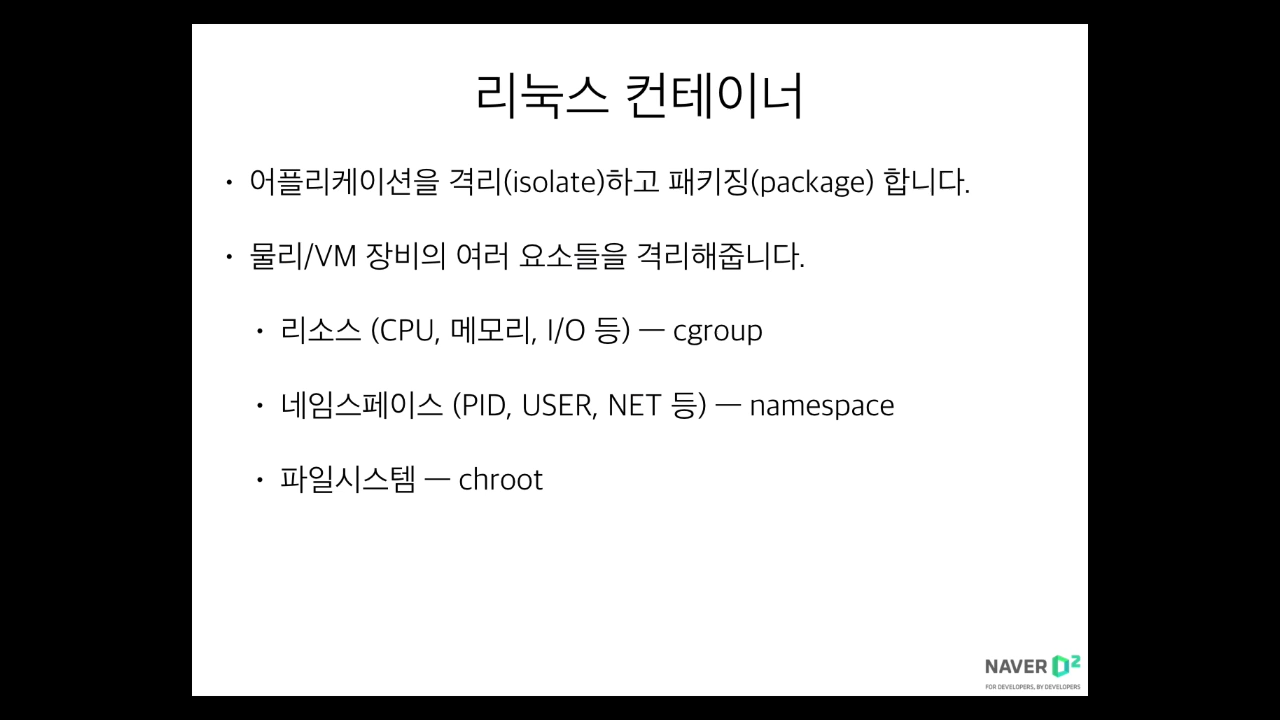 리눅스 컨테이너
• 어플리케이션을 격리(isolate)하고 패키징(package) 합니다.
• 물리/VM 장비의 여러 요소들을 격리해줍니다.
• 리소스 (CPU, 메모리, I/O 등) — cgroup
• 네임스페이스 (PID, USER, NET 등) — namespace
• 파일시스템 — chroot
NAVER D2
FOR DEVELOPERS, BY DEVELOPERS